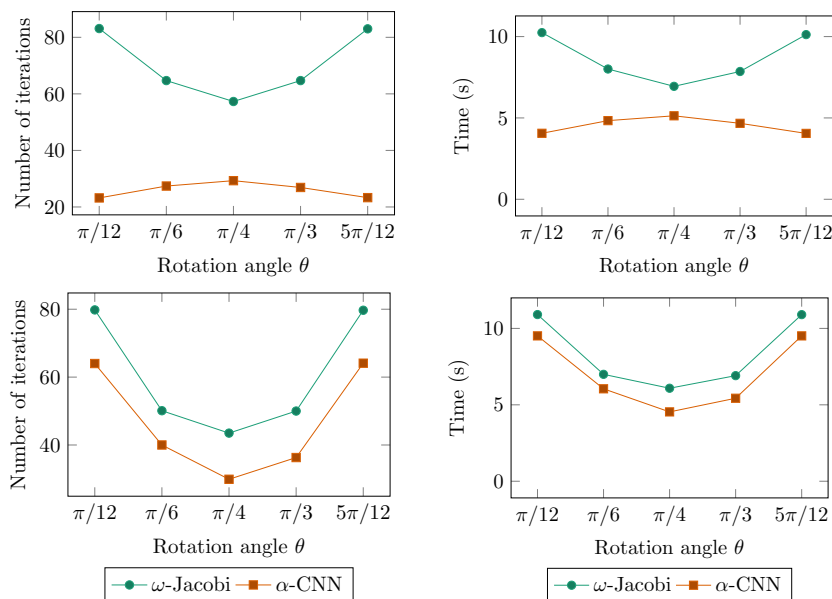 Number of iterations
80
60
40
20
π/12
π/6
π/4
π/3
5π/12
Rotation angle θ
Time (s)
10
5
0
π/12
π/6
π/4
π/3
5π/12
Rotation angle θ
Number of iterations
80
60
40
π/12
π/6
π/4
π/3
5π/12
Rotation angle θ
Time (s)
10
5
0
π/12
π/6
π/4
π/3
5π/12
Rotation angle θ
ω-Jacobi α-CNN
ω-Jacobi α-CNN